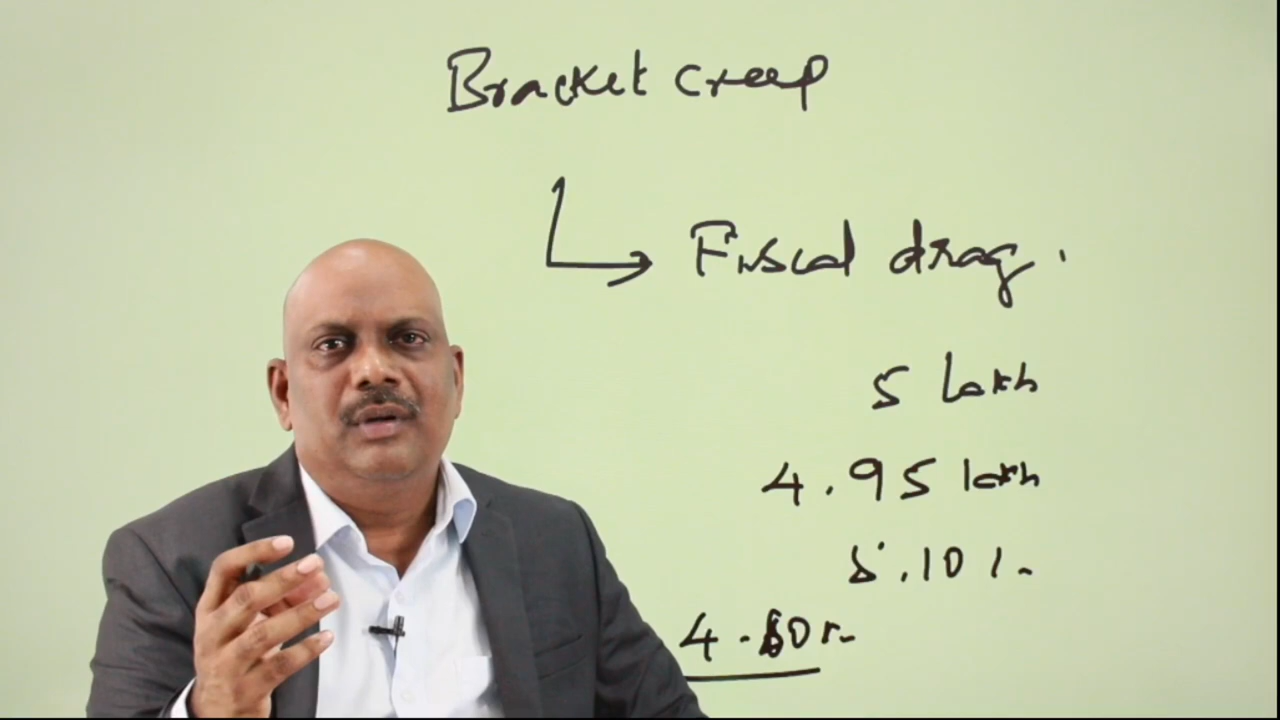 Bracket creep
Fiscal drag.
5 lakh
4.95 lakh
5.10 l.
4.80